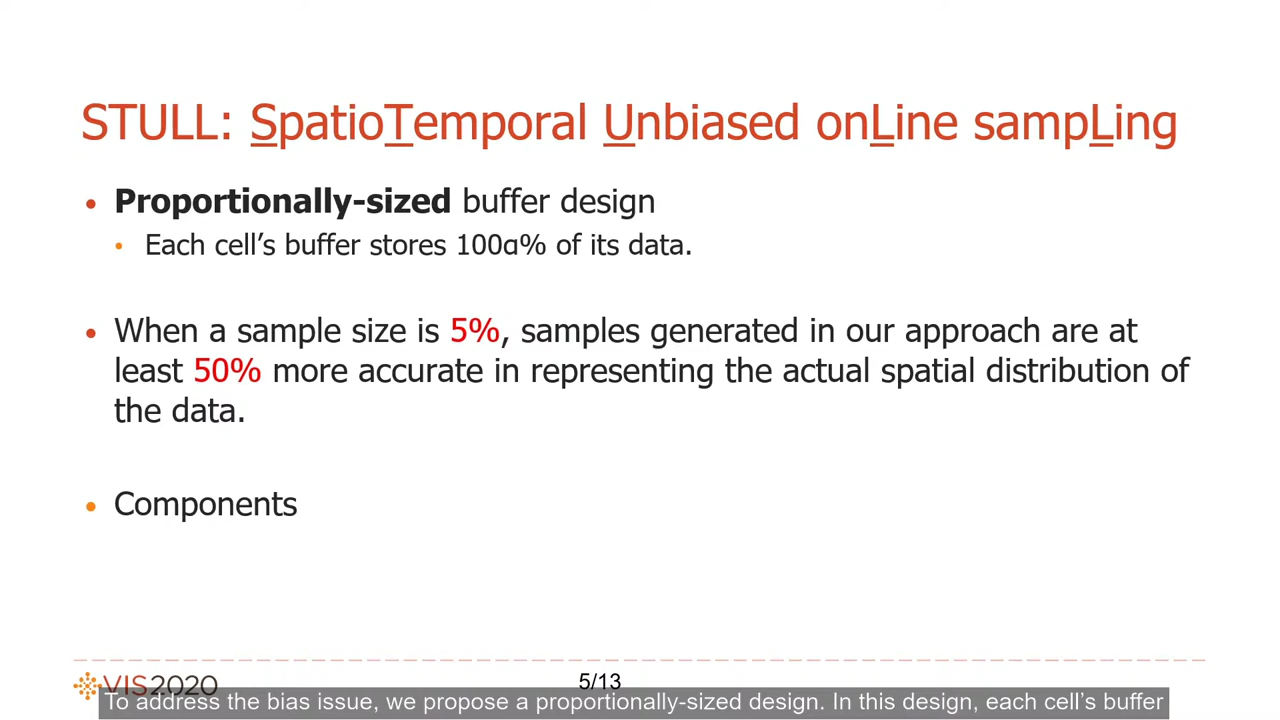 STULL: SpatioTemporal Unbiased onLine sampLing
• Proportionally-sized buffer design
• Each cell's buffer stores 100α% of its data.
• When a sample size is 5%, samples generated in our approach are at
least 50% more accurate in representing the actual spatial distribution of
the data.
• Components
VIS2020
5/13
To address the bias issue, we propose a proportionally-sized design. In this design, each cell's buffer